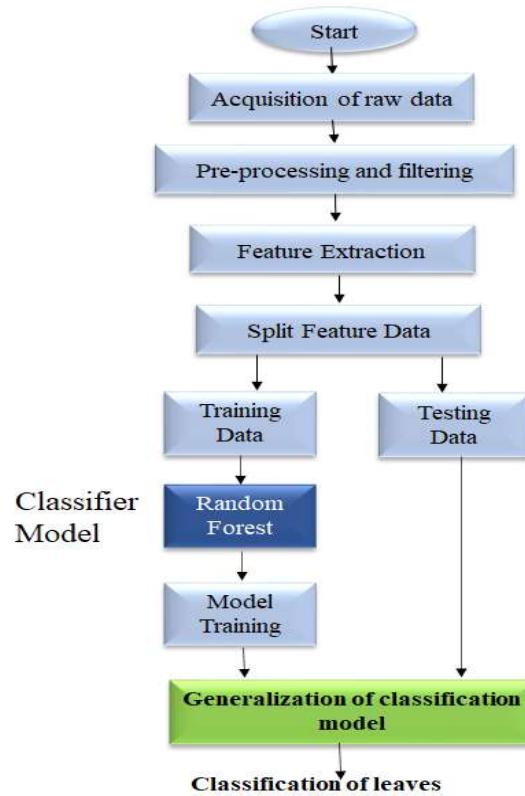 Start
Acquisition of raw data
Pre-processing and filtering
Feature Extraction
Split Feature Data
Training
Data
Testing
Data
Classifier
Model
Random
Forest
Model
Training
Generalization of classification
model
Classification of leaves